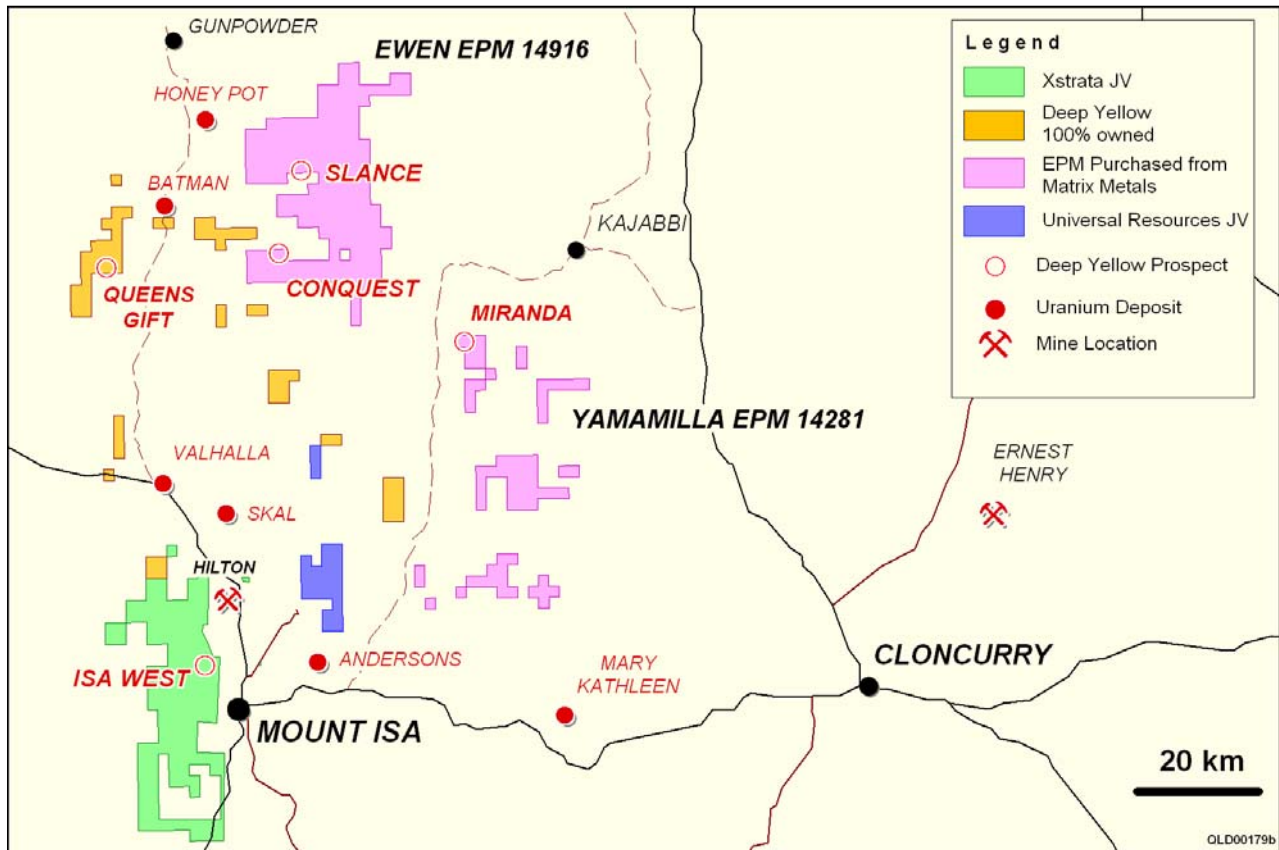 GUNPOWDER
EWEN EPM 14916
HONEY POT
SLANCE
BATMAN
KAJABBI
CONQUEST
QUEENS
GIFT
MIRANDA
YAMAMILLA EPM 14281
VALHALLA
SKAL
ERNEST
HENRY
HILTON
ISA WEST
ANDERSONS
MARY
KATHLEEN
CLONCURRY
MOUNT ISA
Legend
Xstrata JV
Deep Yellow
100% owned
EPM Purchased from
Matrix Metals
Universal Resources JV
Deep Yellow Prospect
Uranium Deposit
Mine Location
20 km
QLD00179b